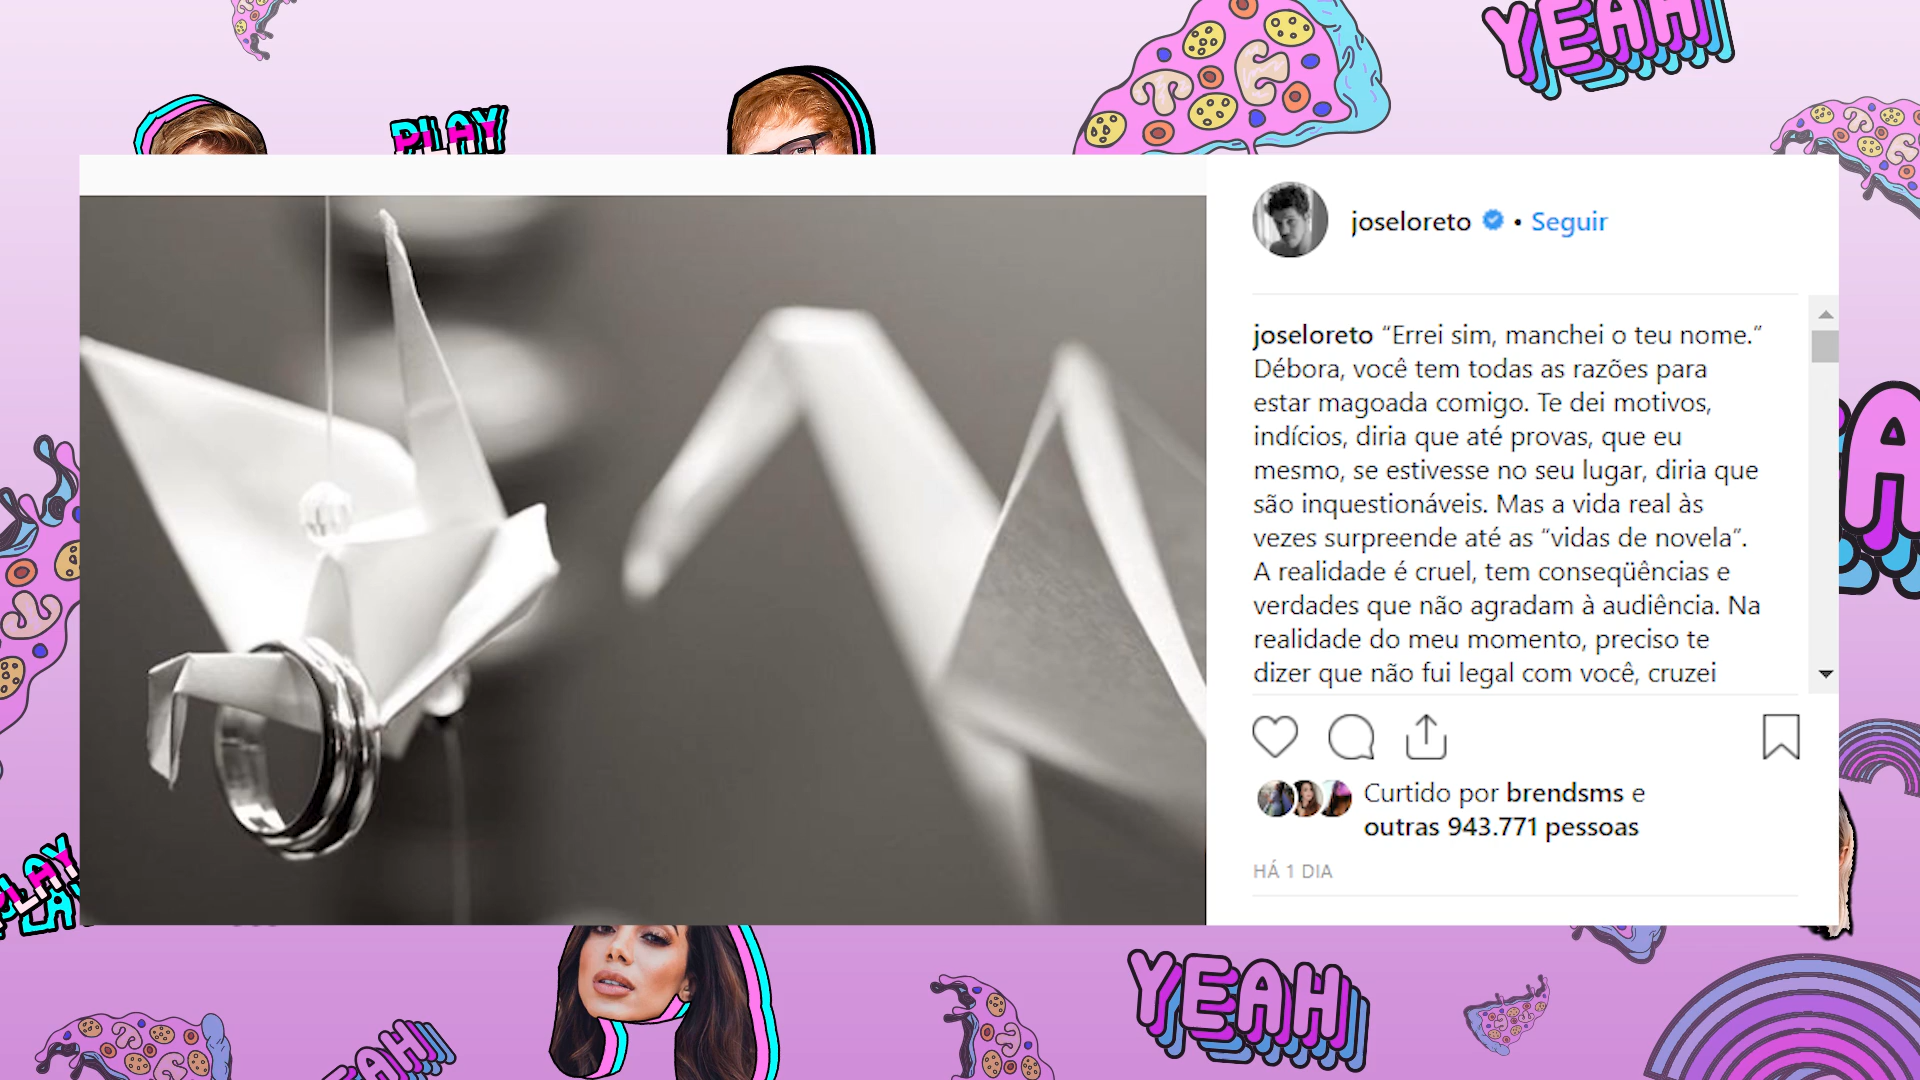 YEAH
PLAY
joseloreto • Seguir
joseloreto “Errei sim, manchei o teu nome.”
Débora, você tem todas as razões para
estar magoada comigo. Te dei motivos,
indícios, diria que até provas, que eu
mesmo, se estivesse no seu lugar, diria que
são inquestionáveis. Mas a vida real às
vezes surpreende até as “vidas de novela”.
A realidade é cruel, tem conseqüências e
verdades que não agradam à audiência. Na
realidade do meu momento, preciso te
dizer que não fui legal com você, cruzei
Curtido por brendsms e
outras 943.771 pessoas
HÁ 1 DIA
PLAY
YEAH